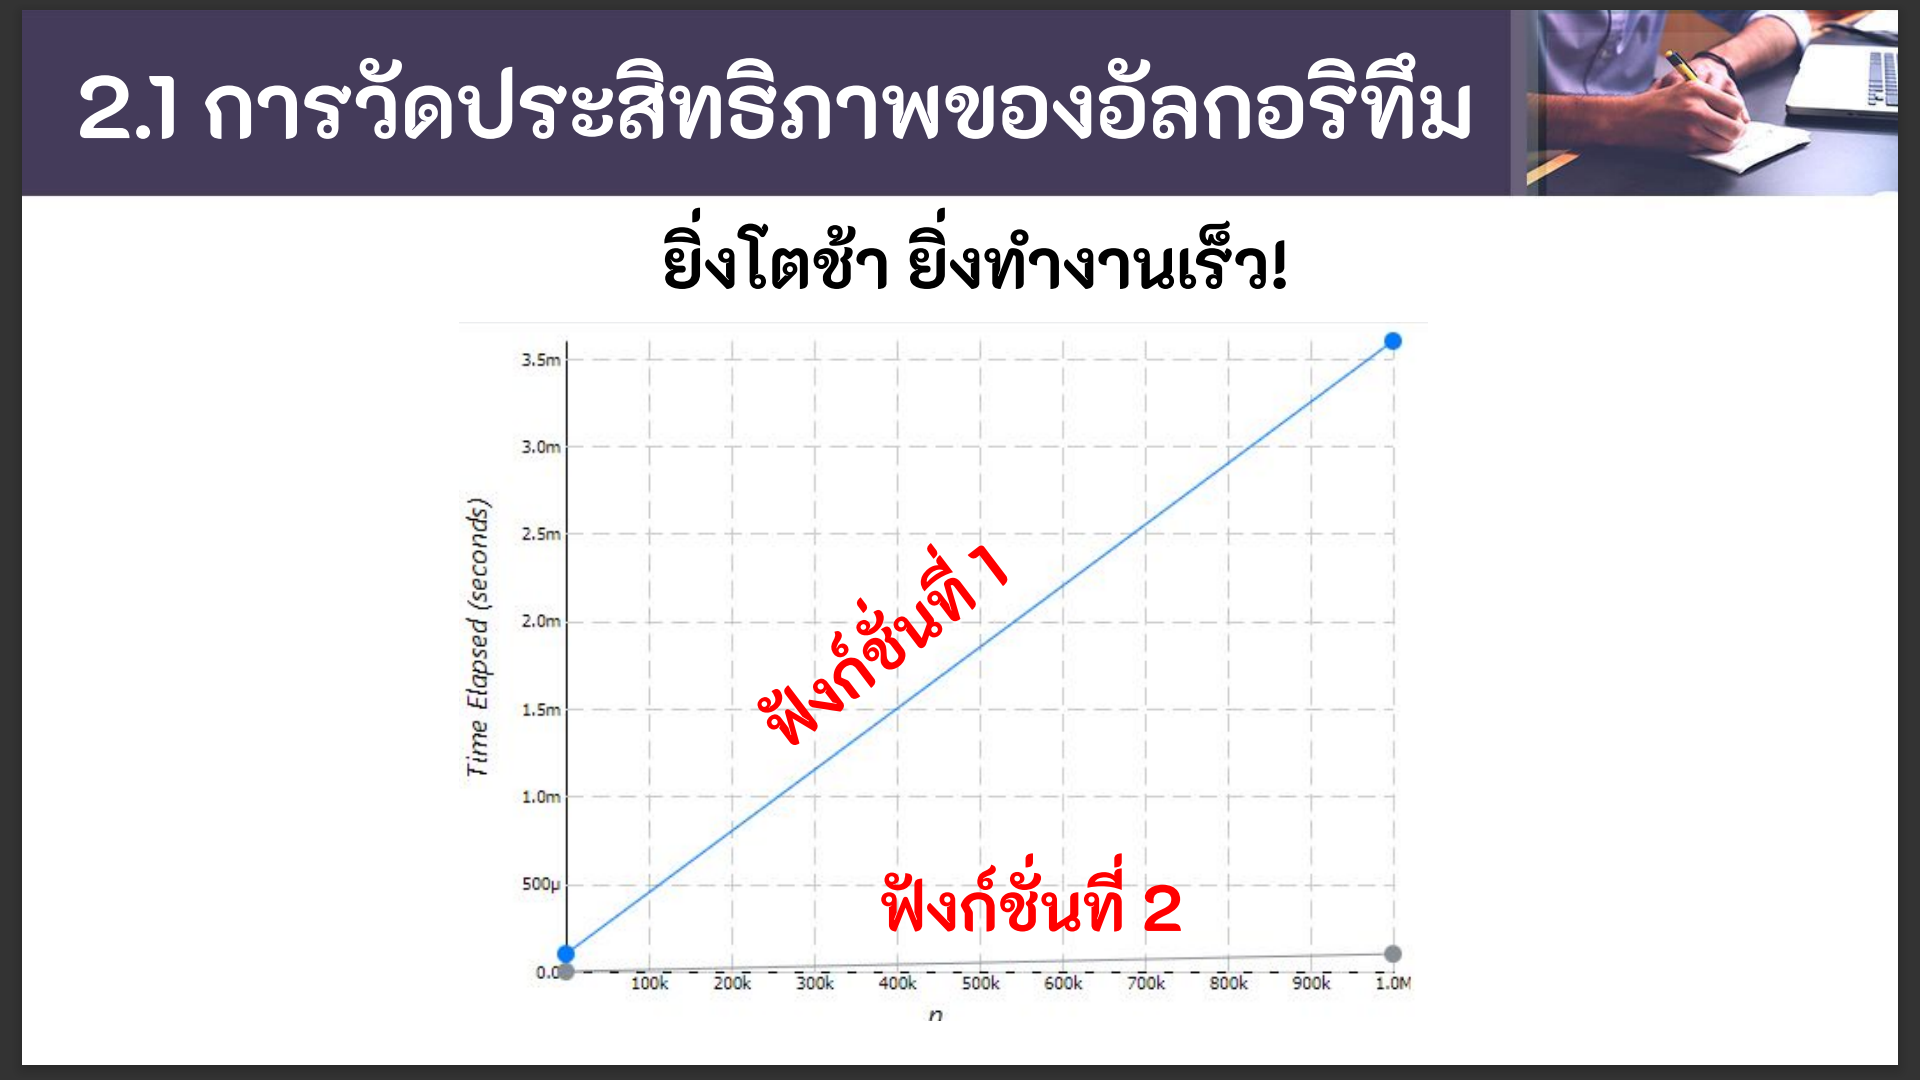 2.1 การวัดประสิทธิภาพของอัลกอริทึม
ยิ่งโตช้า ยิ่งทำงานเร็ว!
3.5m
3.0m
2.5m
2.0m
1.5m
1.0m
500µ
0.0
Time Elapsed (seconds)
ฟังก์ชั่นที่ 1
ฟังก์ชั่นที่ 2
100k 200k 300k 400k 500k 600k 700k 800k 900k 1.0M
n